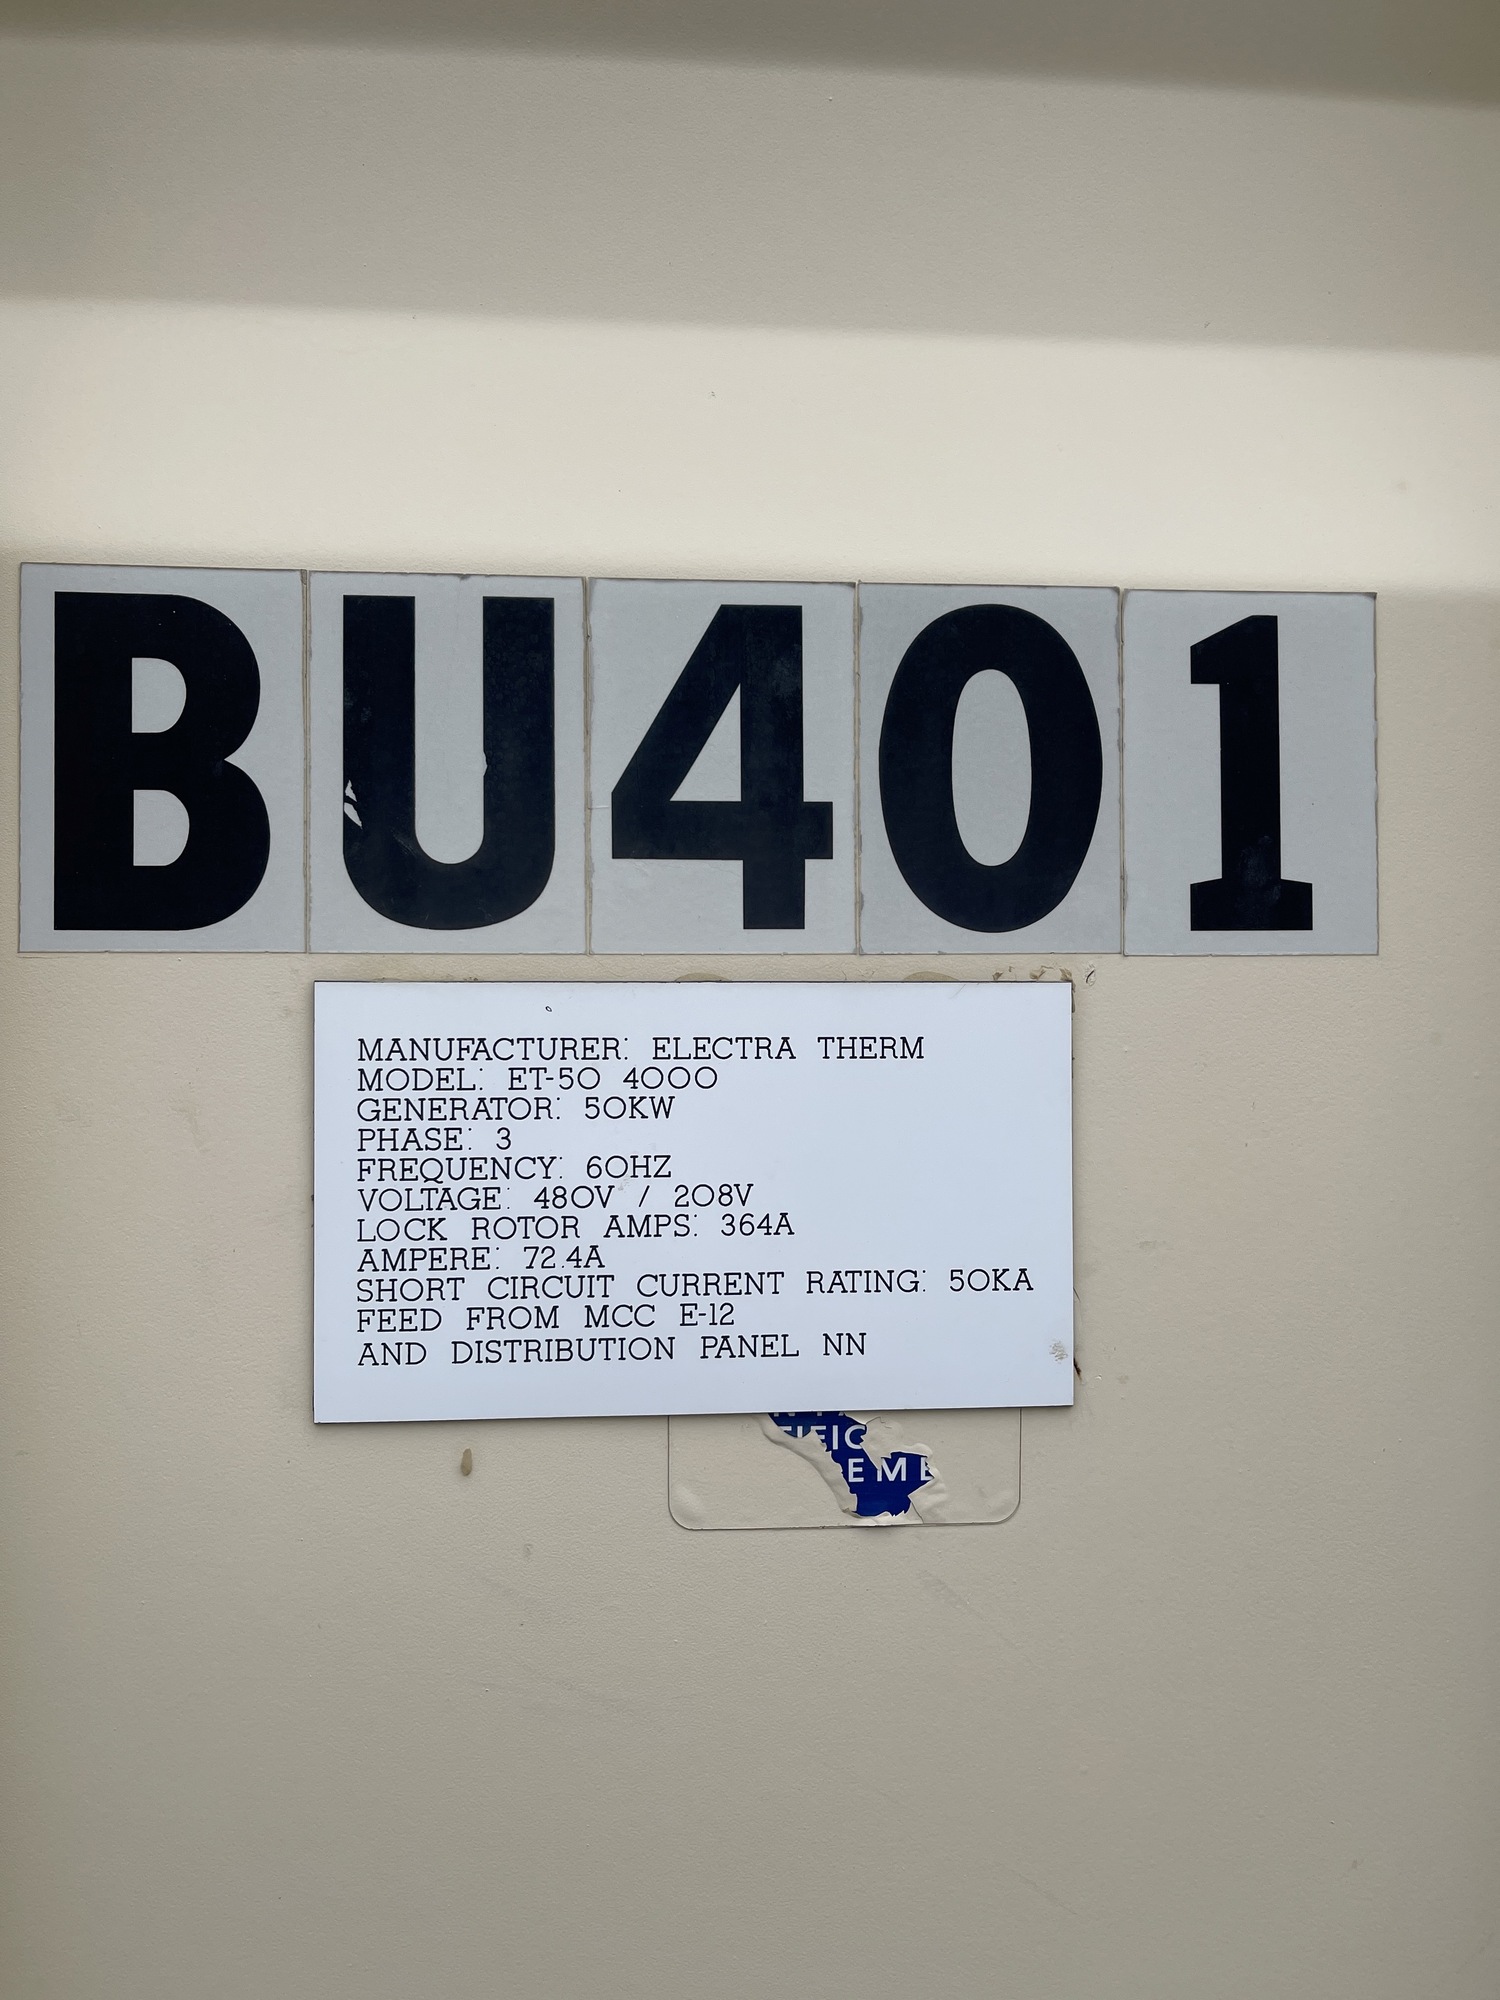 BU401
MANUFACTURER: ELECTRA THERM
MODEL: ET-50 4000
GENERATOR: 50KW
PHASE: 3
FREQUENCY: 60HZ
VOLTAGE: 480V / 208V
LOCK ROTOR AMPS: 364A
AMPERE: 72.4A
SHORT CIRCUIT CURRENT RATING: 50KA
FEED FROM MCC E-12
AND DISTRIBUTION PANEL NN